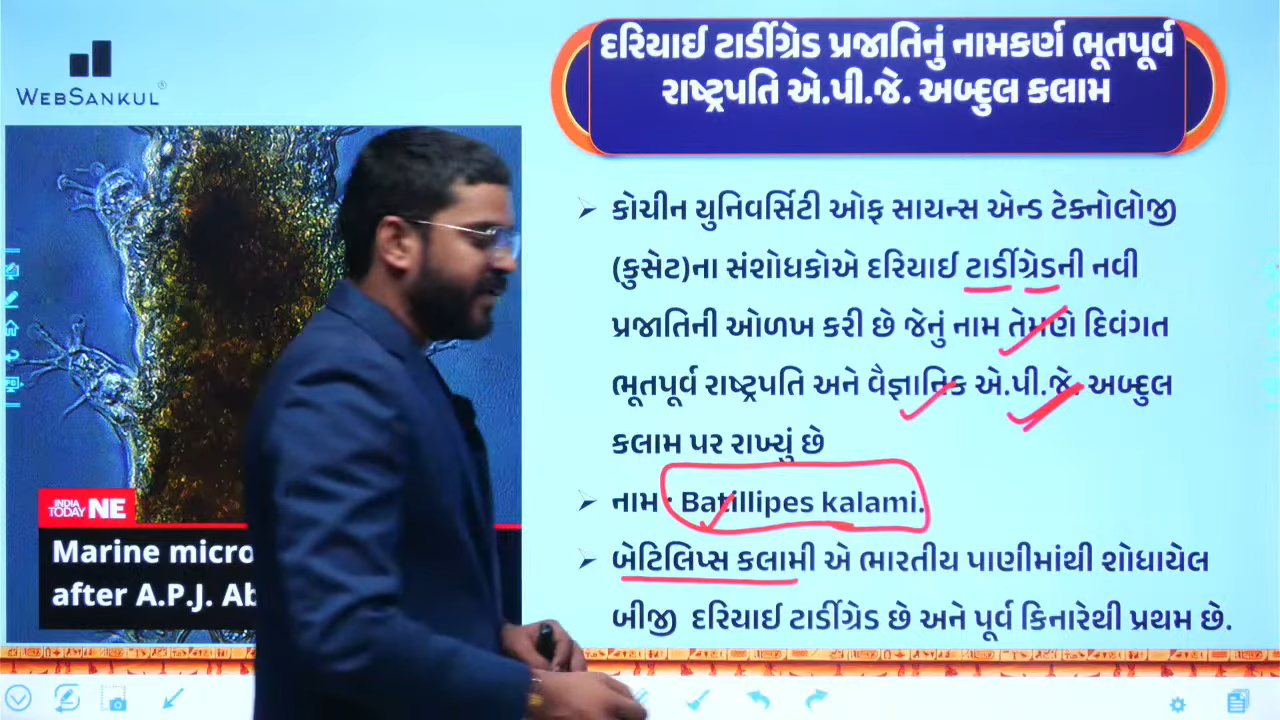 WEBSANKUL
દરિયાઈ ટાર્ડીગ્રેડ પ્રજાતિનું નામકર્ણ ભૂતપૂર્વ
રાષ્ટ્રપતિ એ.પી.જે. અબ્દુલ કલામ
કોચીન યુનિવર્સિટી ઓફ સાયન્સ એન્ડ ટેક્નોલોજી
(કુસેટ)ના સંશોધકોએ દરિયાઈ ટાર્ડીગ્રેડની નવી
પ્રજાતિની ઓળખ કરી છે જેનું નામ તેમણે દિવંગત
ભૂતપૂર્વ રાષ્ટ્રપતિ અને વૈજ્ઞાનિક એ.પી.જે. અબ્દુલ
કલામ પર રાખ્યું છે
નામ : Batillipes kalami.
બેટિલિપ્સ કલામી એ ભારતીય પાણીમાંથી શોધાયેલ
બીજી દરિયાઈ ટાર્ડીગ્રેડ છે અને પૂર્વ કિનારેથી પ્રથમ છે.
INDIA
TODAY NE
Marine micro
after A.P.J. Ab